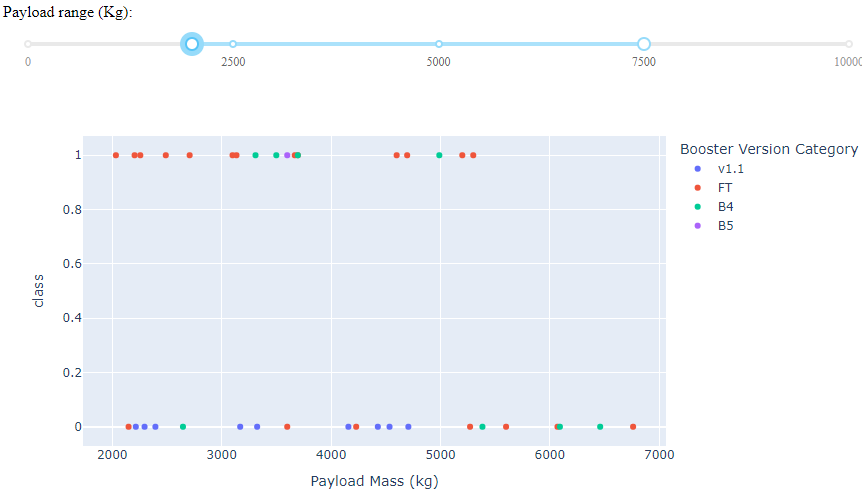 Payload range (Kg):
0 2500 5000 7500 10000
Booster Version Category
v1.1
FT
B4
B5
1
0.8
0.6
0.4
0.2
0
class
2000 3000 4000 5000 6000 7000
Payload Mass (kg)